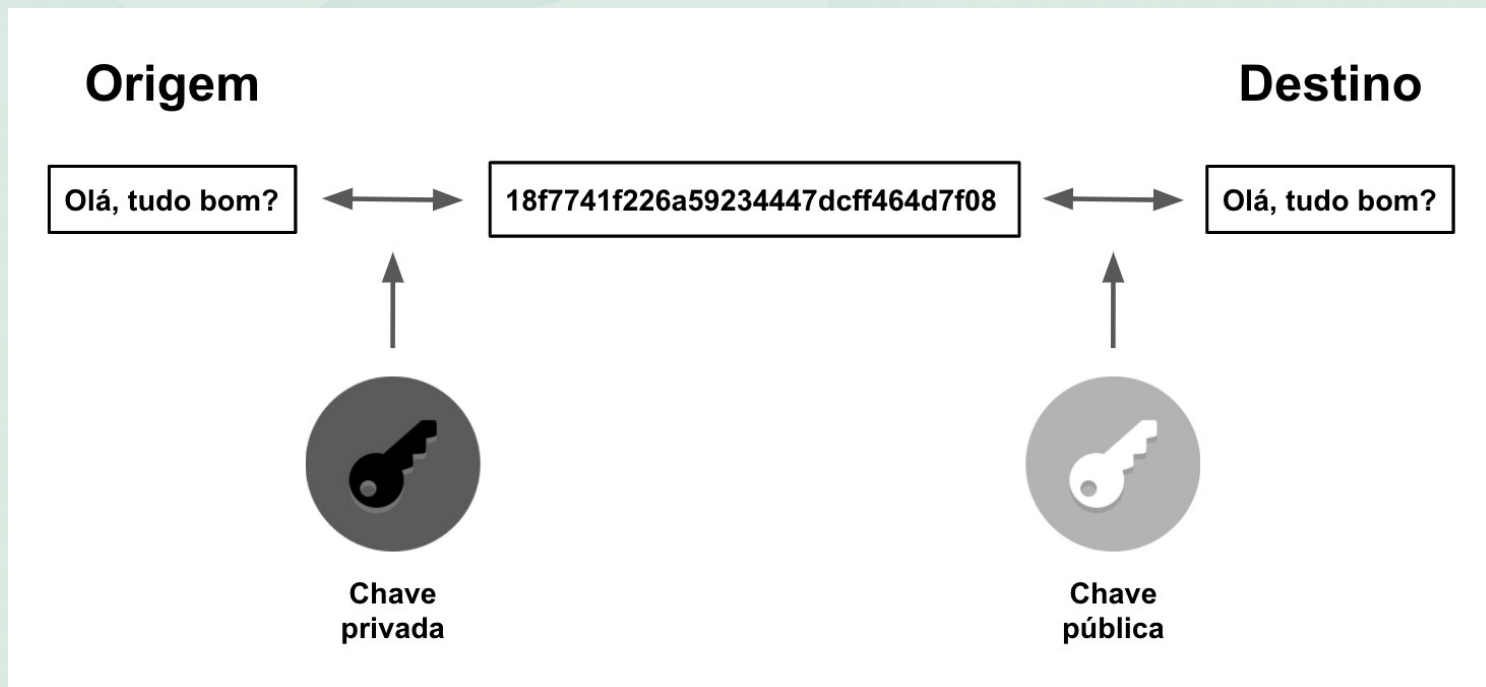 Origem
Destino
Olá, tudo bom?
18f7741f226a59234447dcff464d7f08
Olá, tudo bom?
Chave
privada
Chave
pública